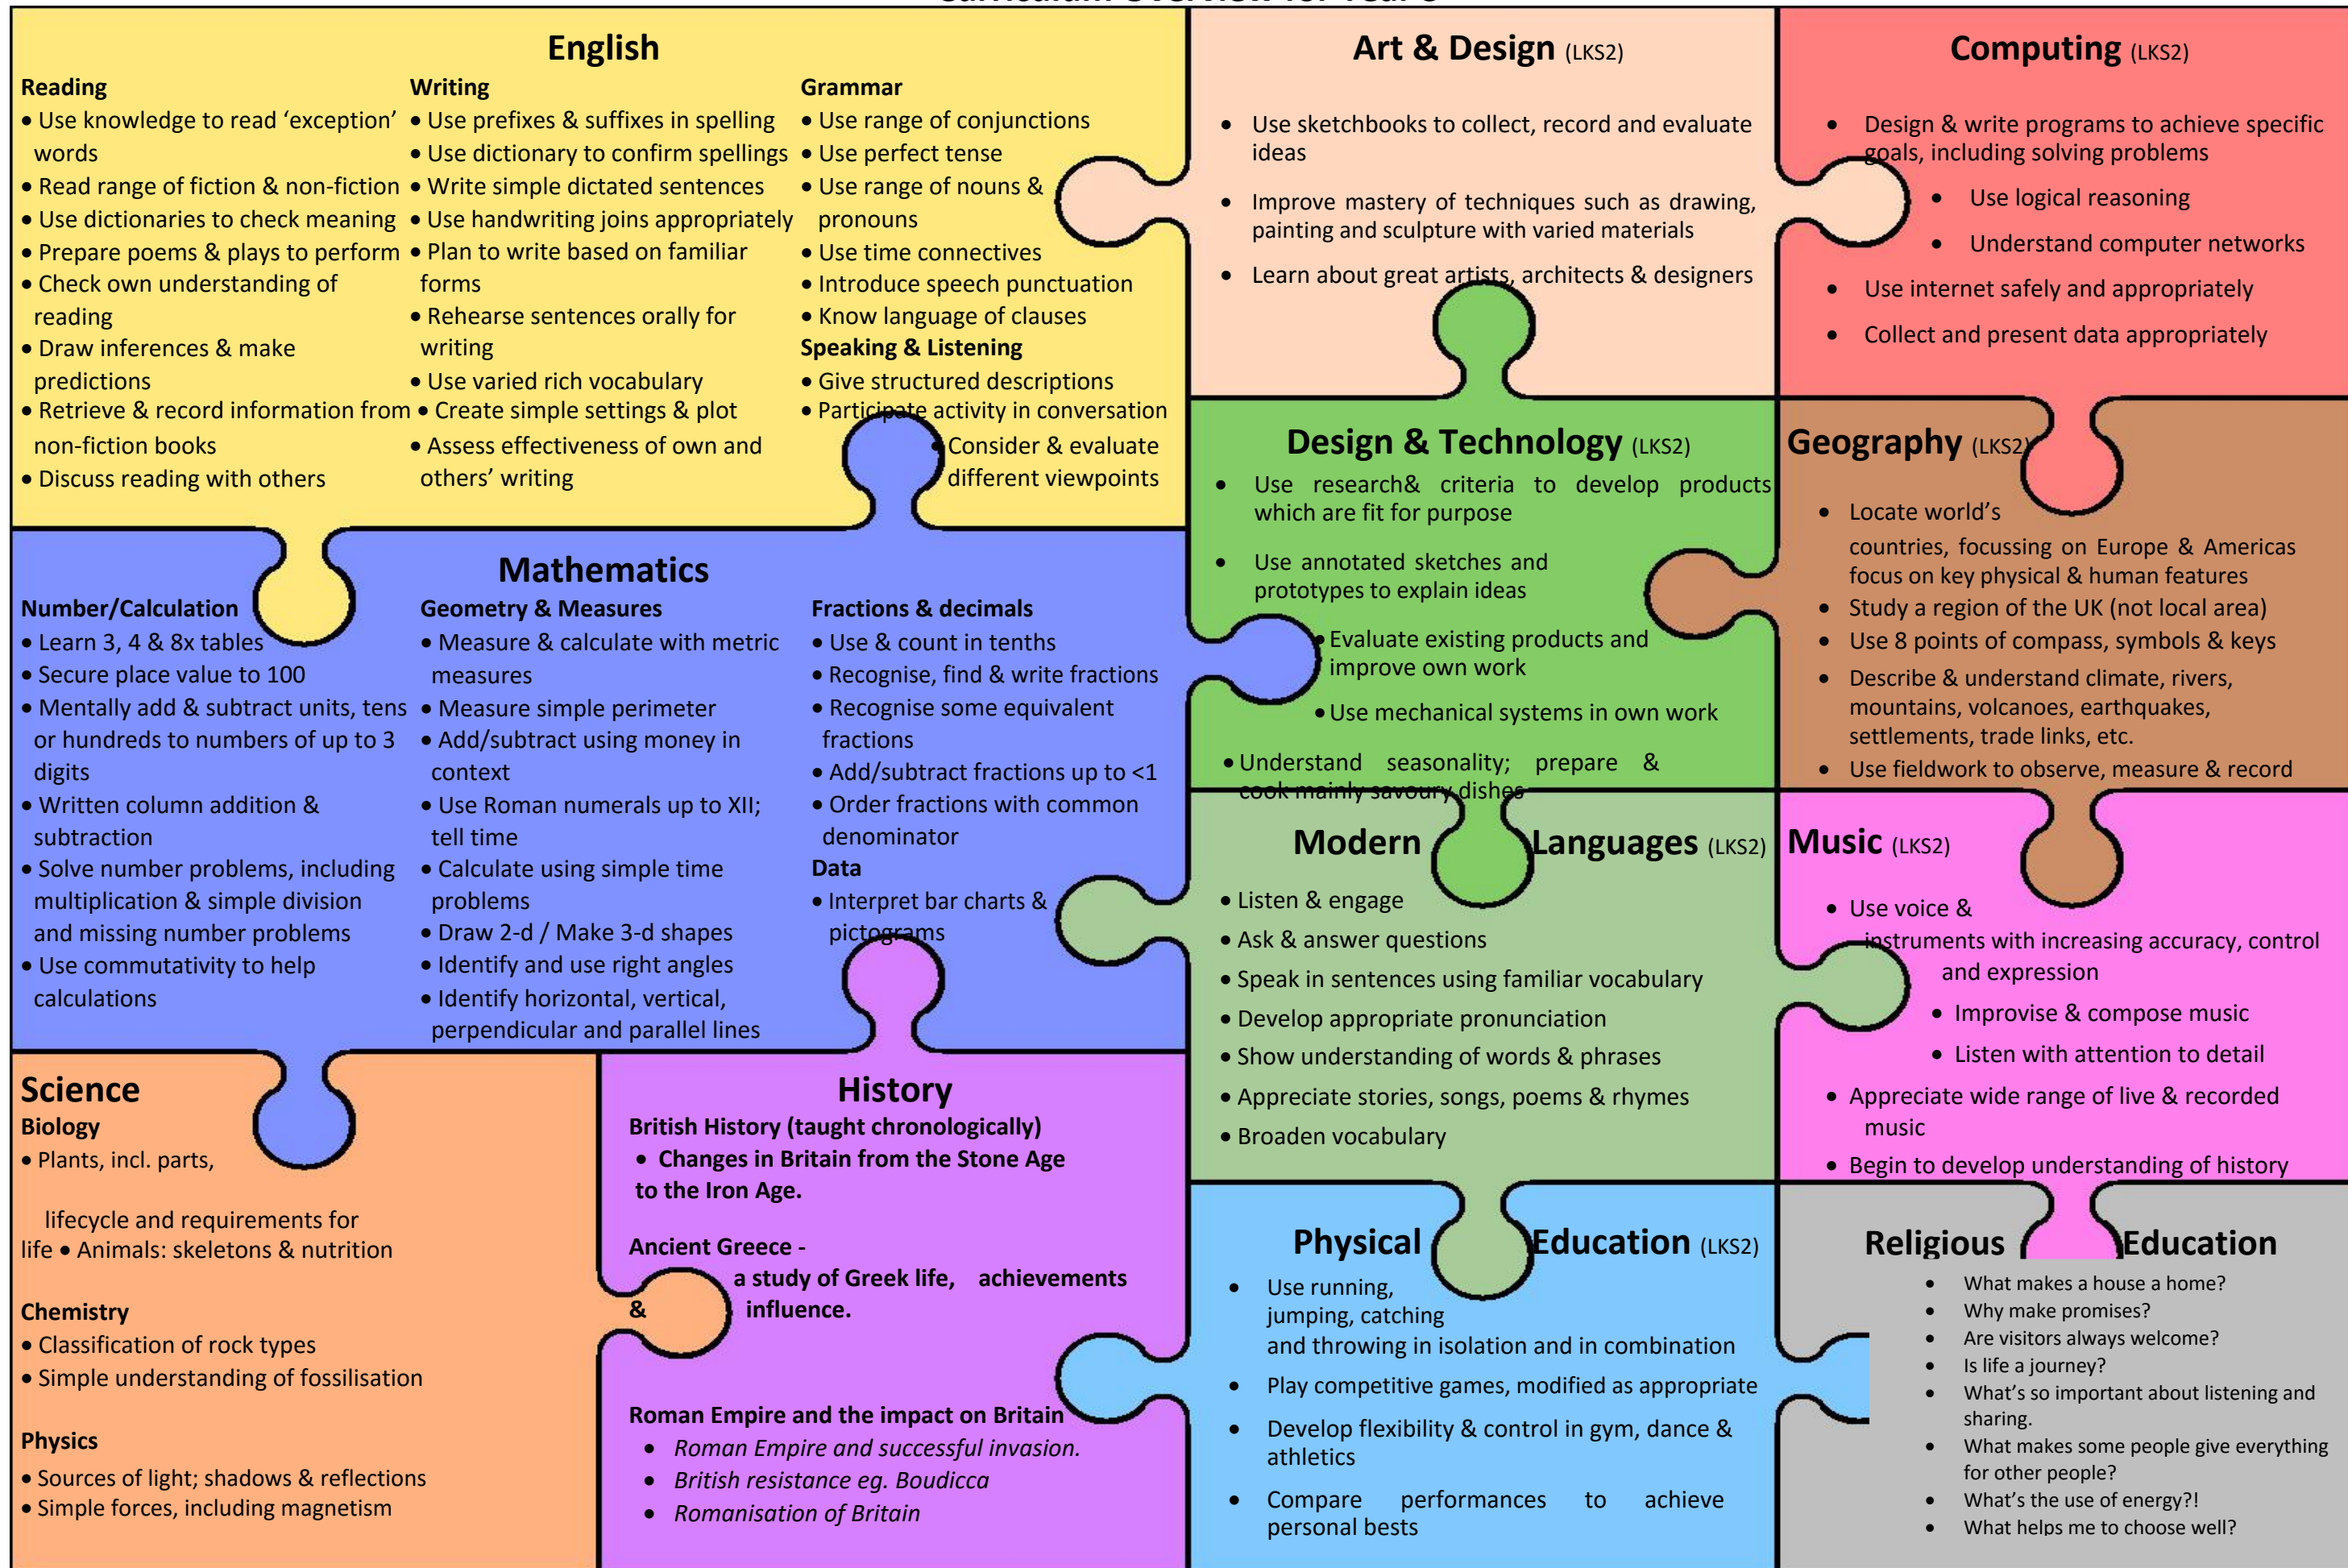 English
Reading
• Use knowledge to read ‘exception’
words
• Read range of fiction & non-fiction
• Use dictionaries to check meaning
• Prepare poems & plays to perform
• Check own understanding of
reading
• Draw inferences & make
predictions
• Retrieve & record information from
non-fiction books
• Discuss reading with others
Writing
• Use prefixes & suffixes in spelling
• Use dictionary to confirm spellings
• Write simple dictated sentences
• Use handwriting joins appropriately
• Plan to write based on familiar
forms
• Rehearse sentences orally for
writing
• Use varied rich vocabulary
• Create simple settings & plot
• Assess effectiveness of own and
others’ writing
Grammar
• Use range of conjunctions
• Use perfect tense
• Use range of nouns &
pronouns
• Use time connectives
• Introduce speech punctuation
• Know language of clauses
Speaking & Listening
• Give structured descriptions
• Participate activity in conversation
• Consider & evaluate
different viewpoints
Art & Design (LKS2)
• Use sketchbooks to collect, record and evaluate
ideas
• Improve mastery of techniques such as drawing,
painting and sculpture with varied materials
• Learn about great artists, architects & designers
Computing (LKS2)
• Design & write programs to achieve specific
goals, including solving problems
• Use logical reasoning
• Understand computer networks
• Use internet safely and appropriately
• Collect and present data appropriately
Mathematics
Number/Calculation
• Learn 3, 4 & 8x tables
• Secure place value to 100
• Mentally add & subtract units, tens
or hundreds to numbers of up to 3
digits
• Written column addition &
subtraction
• Solve number problems, including
multiplication & simple division
and missing number problems
• Use commutativity to help
calculations
Geometry & Measures
• Measure & calculate with metric
measures
• Measure simple perimeter
• Add/subtract using money in
context
• Use Roman numerals up to XII;
tell time
• Calculate using simple time
problems
• Draw 2-d / Make 3-d shapes
• Identify and use right angles
• Identify horizontal, vertical,
perpendicular and parallel lines
Fractions & decimals
• Use & count in tenths
• Recognise, find & write fractions
• Recognise some equivalent
fractions
• Add/subtract fractions up to <1
• Order fractions with common
denominator
Data
• Interpret bar charts &
pictograms
Design & Technology (LKS2)
• Use research& criteria to develop products
which are fit for purpose
• Use annotated sketches and
prototypes to explain ideas
• Evaluate existing products and
improve own work
• Use mechanical systems in own work
• Understand seasonality; prepare &
cook mainly savoury dishes
Geography (LKS2)
• Locate world’s
countries, focussing on Europe & Americas
focus on key physical & human features
• Study a region of the UK (not local area)
• Use 8 points of compass, symbols & keys
• Describe & understand climate, rivers,
mountains, volcanoes, earthquakes,
settlements, trade links, etc.
• Use fieldwork to observe, measure & record
Modern Languages (LKS2)
• Listen & engage
• Ask & answer questions
• Speak in sentences using familiar vocabulary
• Develop appropriate pronunciation
• Show understanding of words & phrases
• Appreciate stories, songs, poems & rhymes
• Broaden vocabulary
Music (LKS2)
• Use voice &
instruments with increasing accuracy, control
and expression
• Improvise & compose music
• Listen with attention to detail
• Appreciate wide range of live & recorded
music
• Begin to develop understanding of history
Science
Biology
• Plants, incl. parts,
lifecycle and requirements for
life • Animals: skeletons & nutrition
Chemistry
• Classification of rock types
• Simple understanding of fossilisation
Physics
• Sources of light; shadows & reflections
• Simple forces, including magnetism
History
British History (taught chronologically)
• Changes in Britain from the Stone Age
to the Iron Age.
Ancient Greece -
a study of Greek life, achievements
& influence.
Roman Empire and the impact on Britain
• Roman Empire and successful invasion.
• British resistance eg. Boudicca
• Romanisation of Britain
Physical Education (LKS2)
• Use running,
jumping, catching
and throwing in isolation and in combination
• Play competitive games, modified as appropriate
• Develop flexibility & control in gym, dance &
athletics
• Compare performances to achieve
personal bests
Religious Education
• What makes a house a home?
• Why make promises?
• Are visitors always welcome?
• Is life a journey?
• What’s so important about listening and
sharing.
• What makes some people give everything
for other people?
• What’s the use of energy?!
• What helps me to choose well?